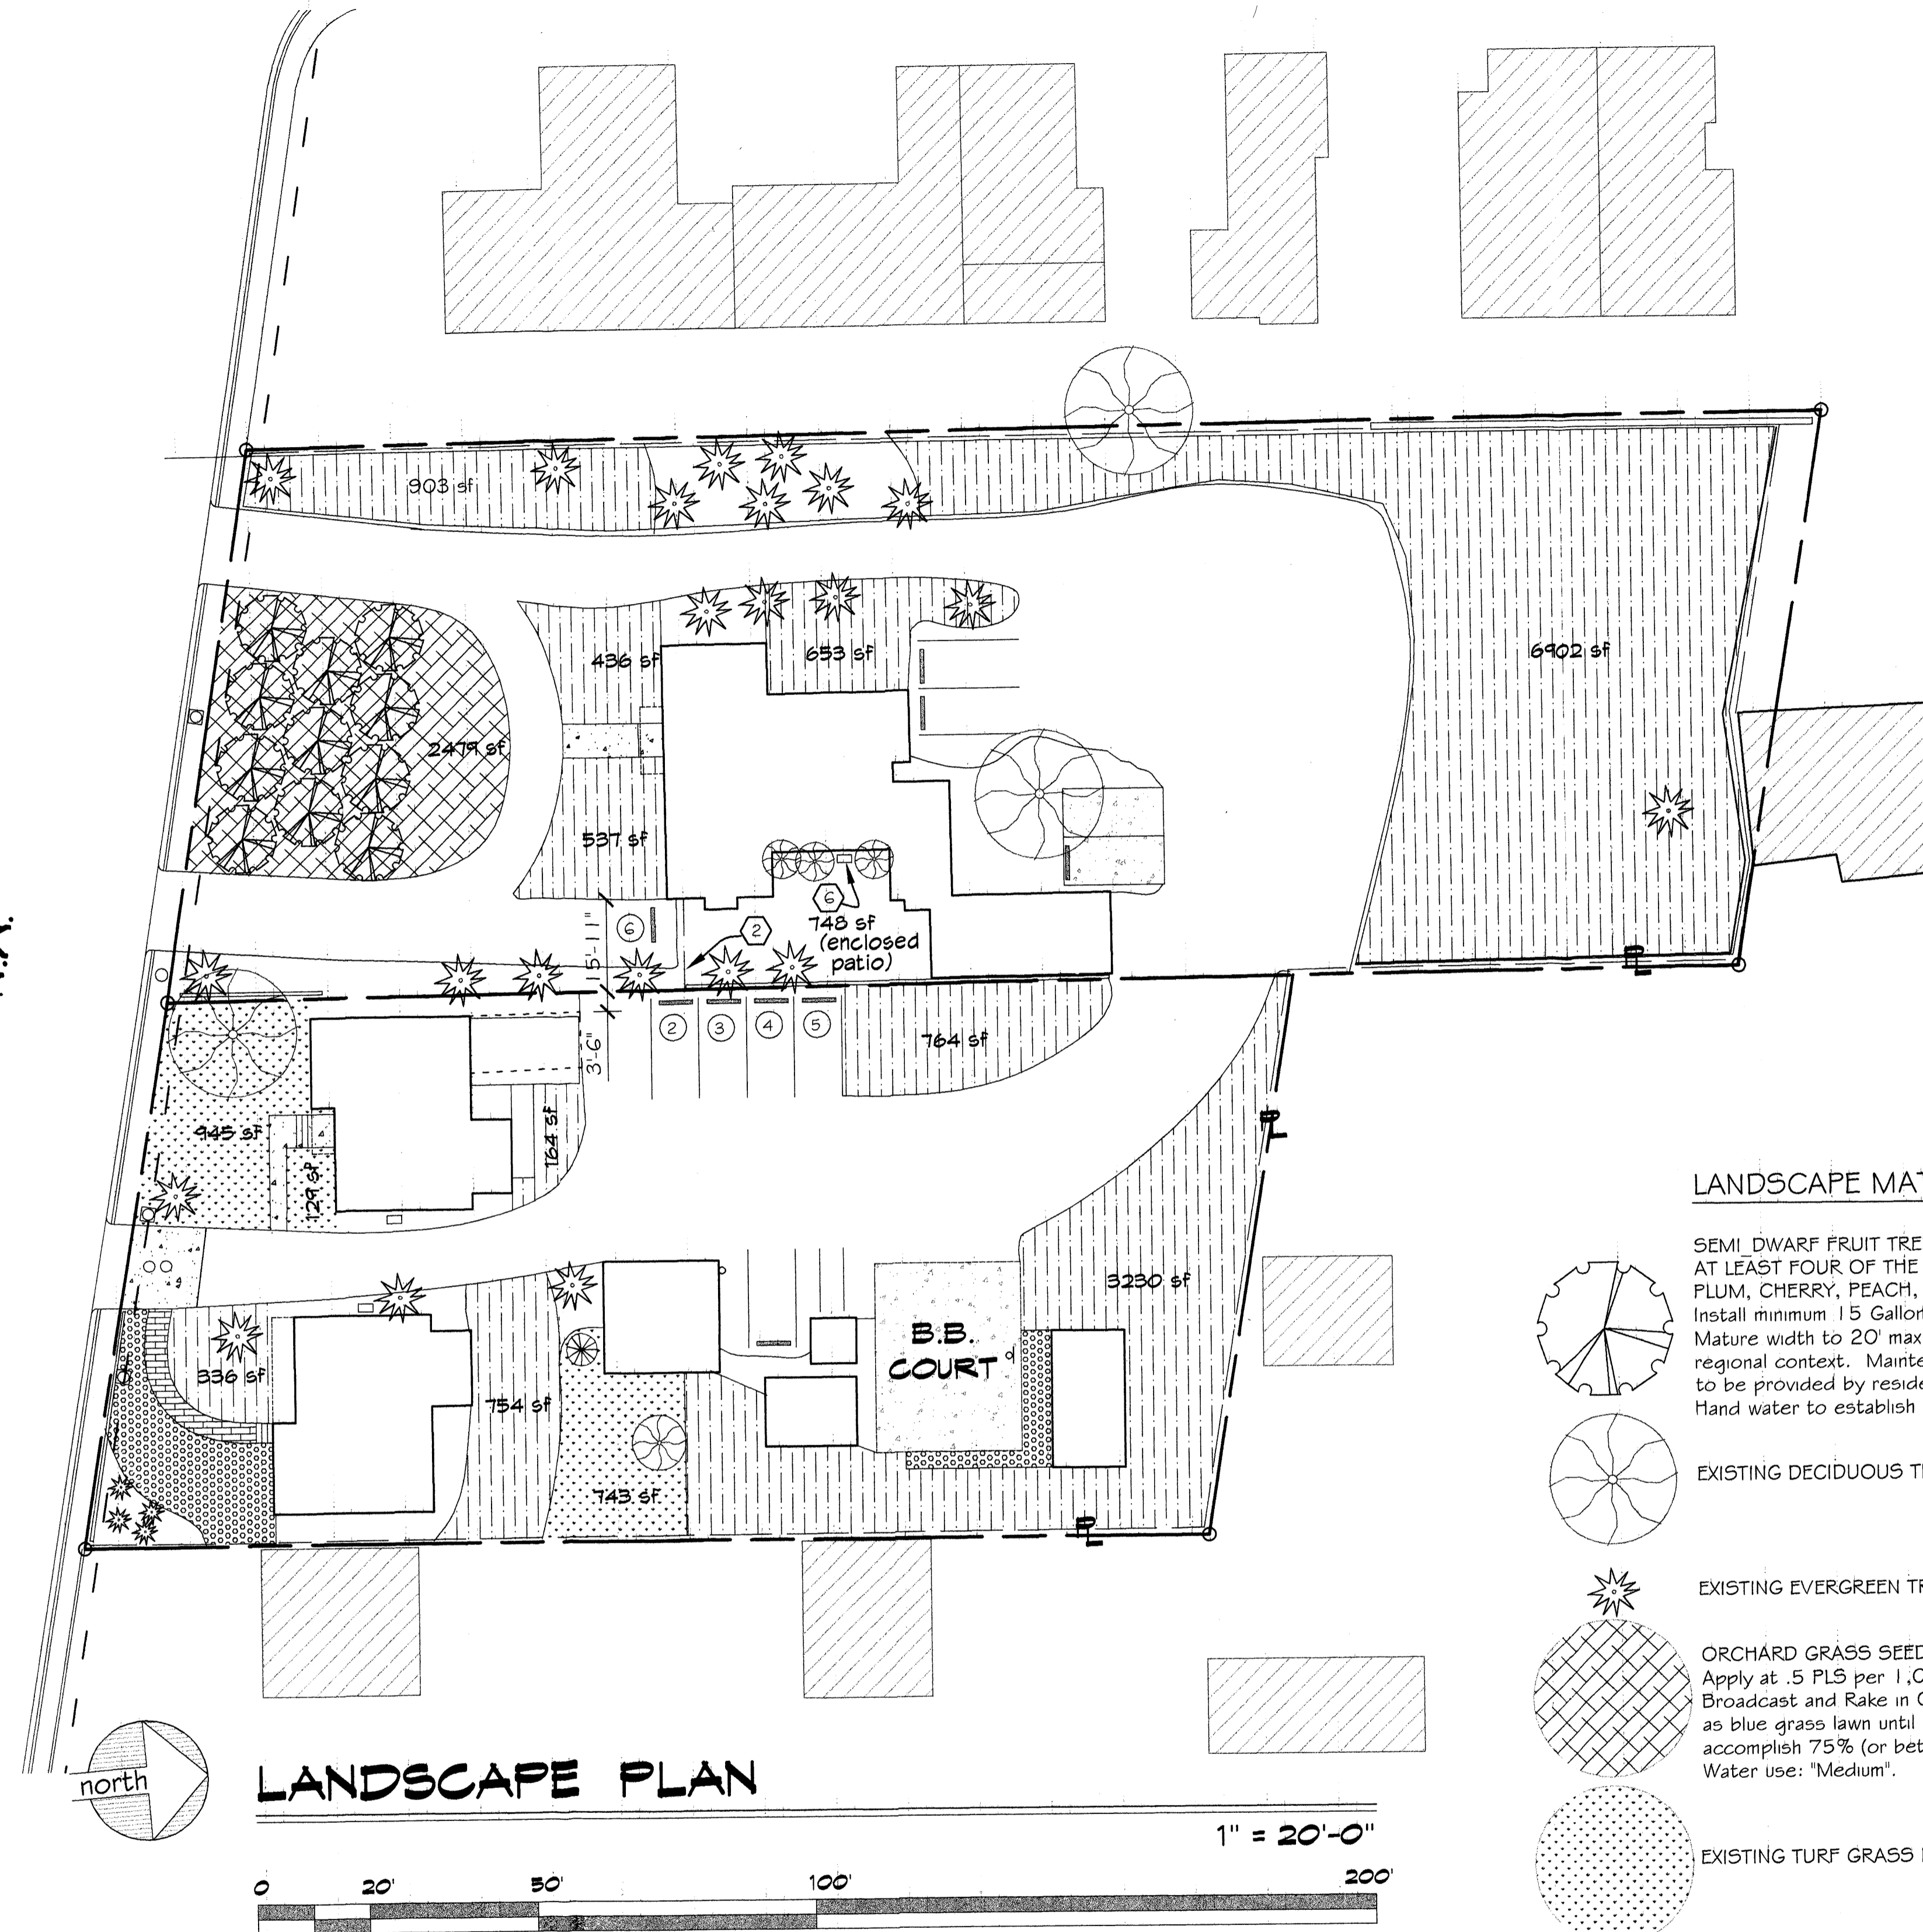 903 sf
436 sf
653 sf
6902 sf
2479 sf
537 sf
15'-11"
6
6
2
748 sf
(enclosed
patio)
2
3
4
5
3'-6"
764 sf
945 sf
129 sf
164 sf
PL
PL
PL
3230 sf
B.B.
COURT
336 sf
754 sf
743 sf
LANDSCAPE MAT
SEMI_DWARF FRUIT TRE
AT LEAST FOUR OF THE
PLUM, CHERRY, PEACH,
Install minimum 15 Gallon
Mature width to 20' max
regional context. Mainte
to be provided by reside
Hand water to establish
EXISTING DECIDUOUS T
EXISTING EVERGREEN TR
ORCHARD GRASS SEED
Apply at .5 PLS per 1,0
Broadcast and Rake in
as blue grass lawn until
accomplish 75% (or bet
Water use: "Medium".
EXISTING TURF GRASS
north
LANDSCAPE PLAN
1" = 20'-0"
0 20' 50' 100' 200'